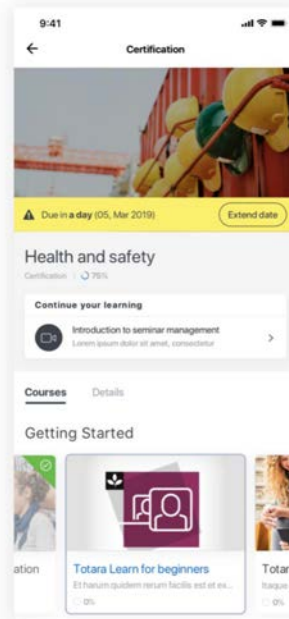 9:41
Certification
Due in a day (05, Mar 2019)
Extend date
Health and safety
Certification
75%
Continue your learning
Introduction to seminar management
Lorem ipsum dolor sit amet, consectetur
Courses
Details
Getting Started
ation
Totara Learn for beginners
Et harum quidem rerum facilis est et ex...
0%
Totar
Itaque
0%